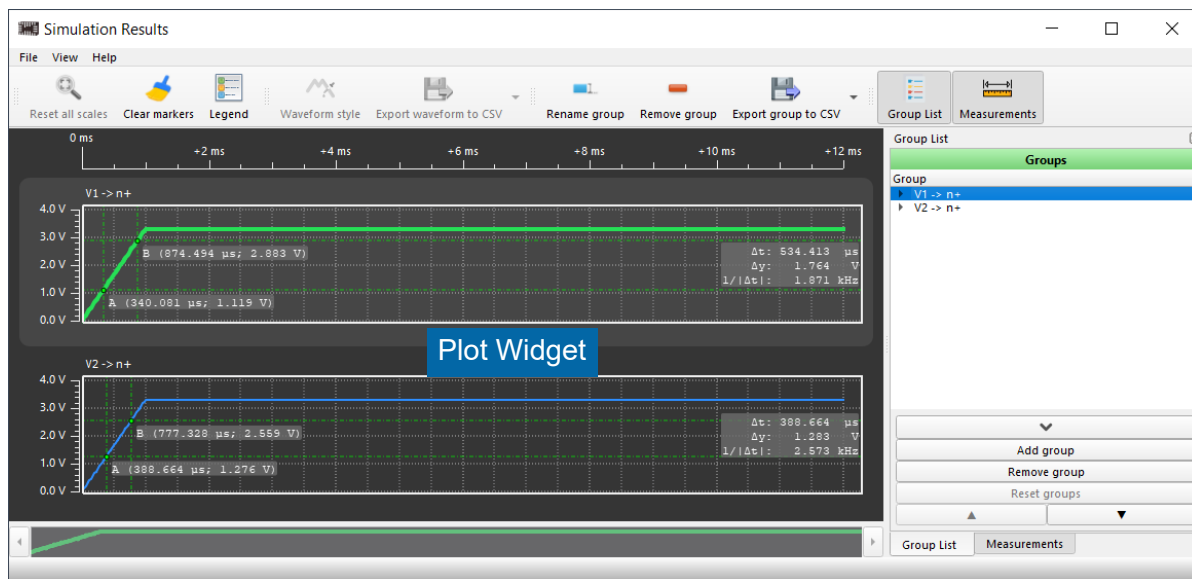 Simulation Results
File View Help
Reset all scales Clear markers Legend Waveform style Export waveform to CSV Rename group Remove group Export group to CSV Group List Measurements
0 ms +2 ms +4 ms +6 ms +8 ms +10 ms +12 ms
V1 -> n+
4.0 V
3.0 V
2.0 V
1.0 V
0.0 V
B (874.494 µs; 2.883 V)
A (340.081 µs; 1.119 V)
Δt: 534.413 µs
Δy: 1.764 V
1/|Δt|: 1.871 kHz
Plot Widget
V2 -> n+
4.0 V
3.0 V
2.0 V
1.0 V
0.0 V
B (777.328 µs; 2.559 V)
A (388.664 µs; 1.276 V)
Δt: 388.664 µs
Δy: 1.283 V
1/|Δt|: 2.573 kHz
Group List
Groups
Group
V1 -> n+
V2 -> n+
Add group
Remove group
Reset groups
Group List Measurements